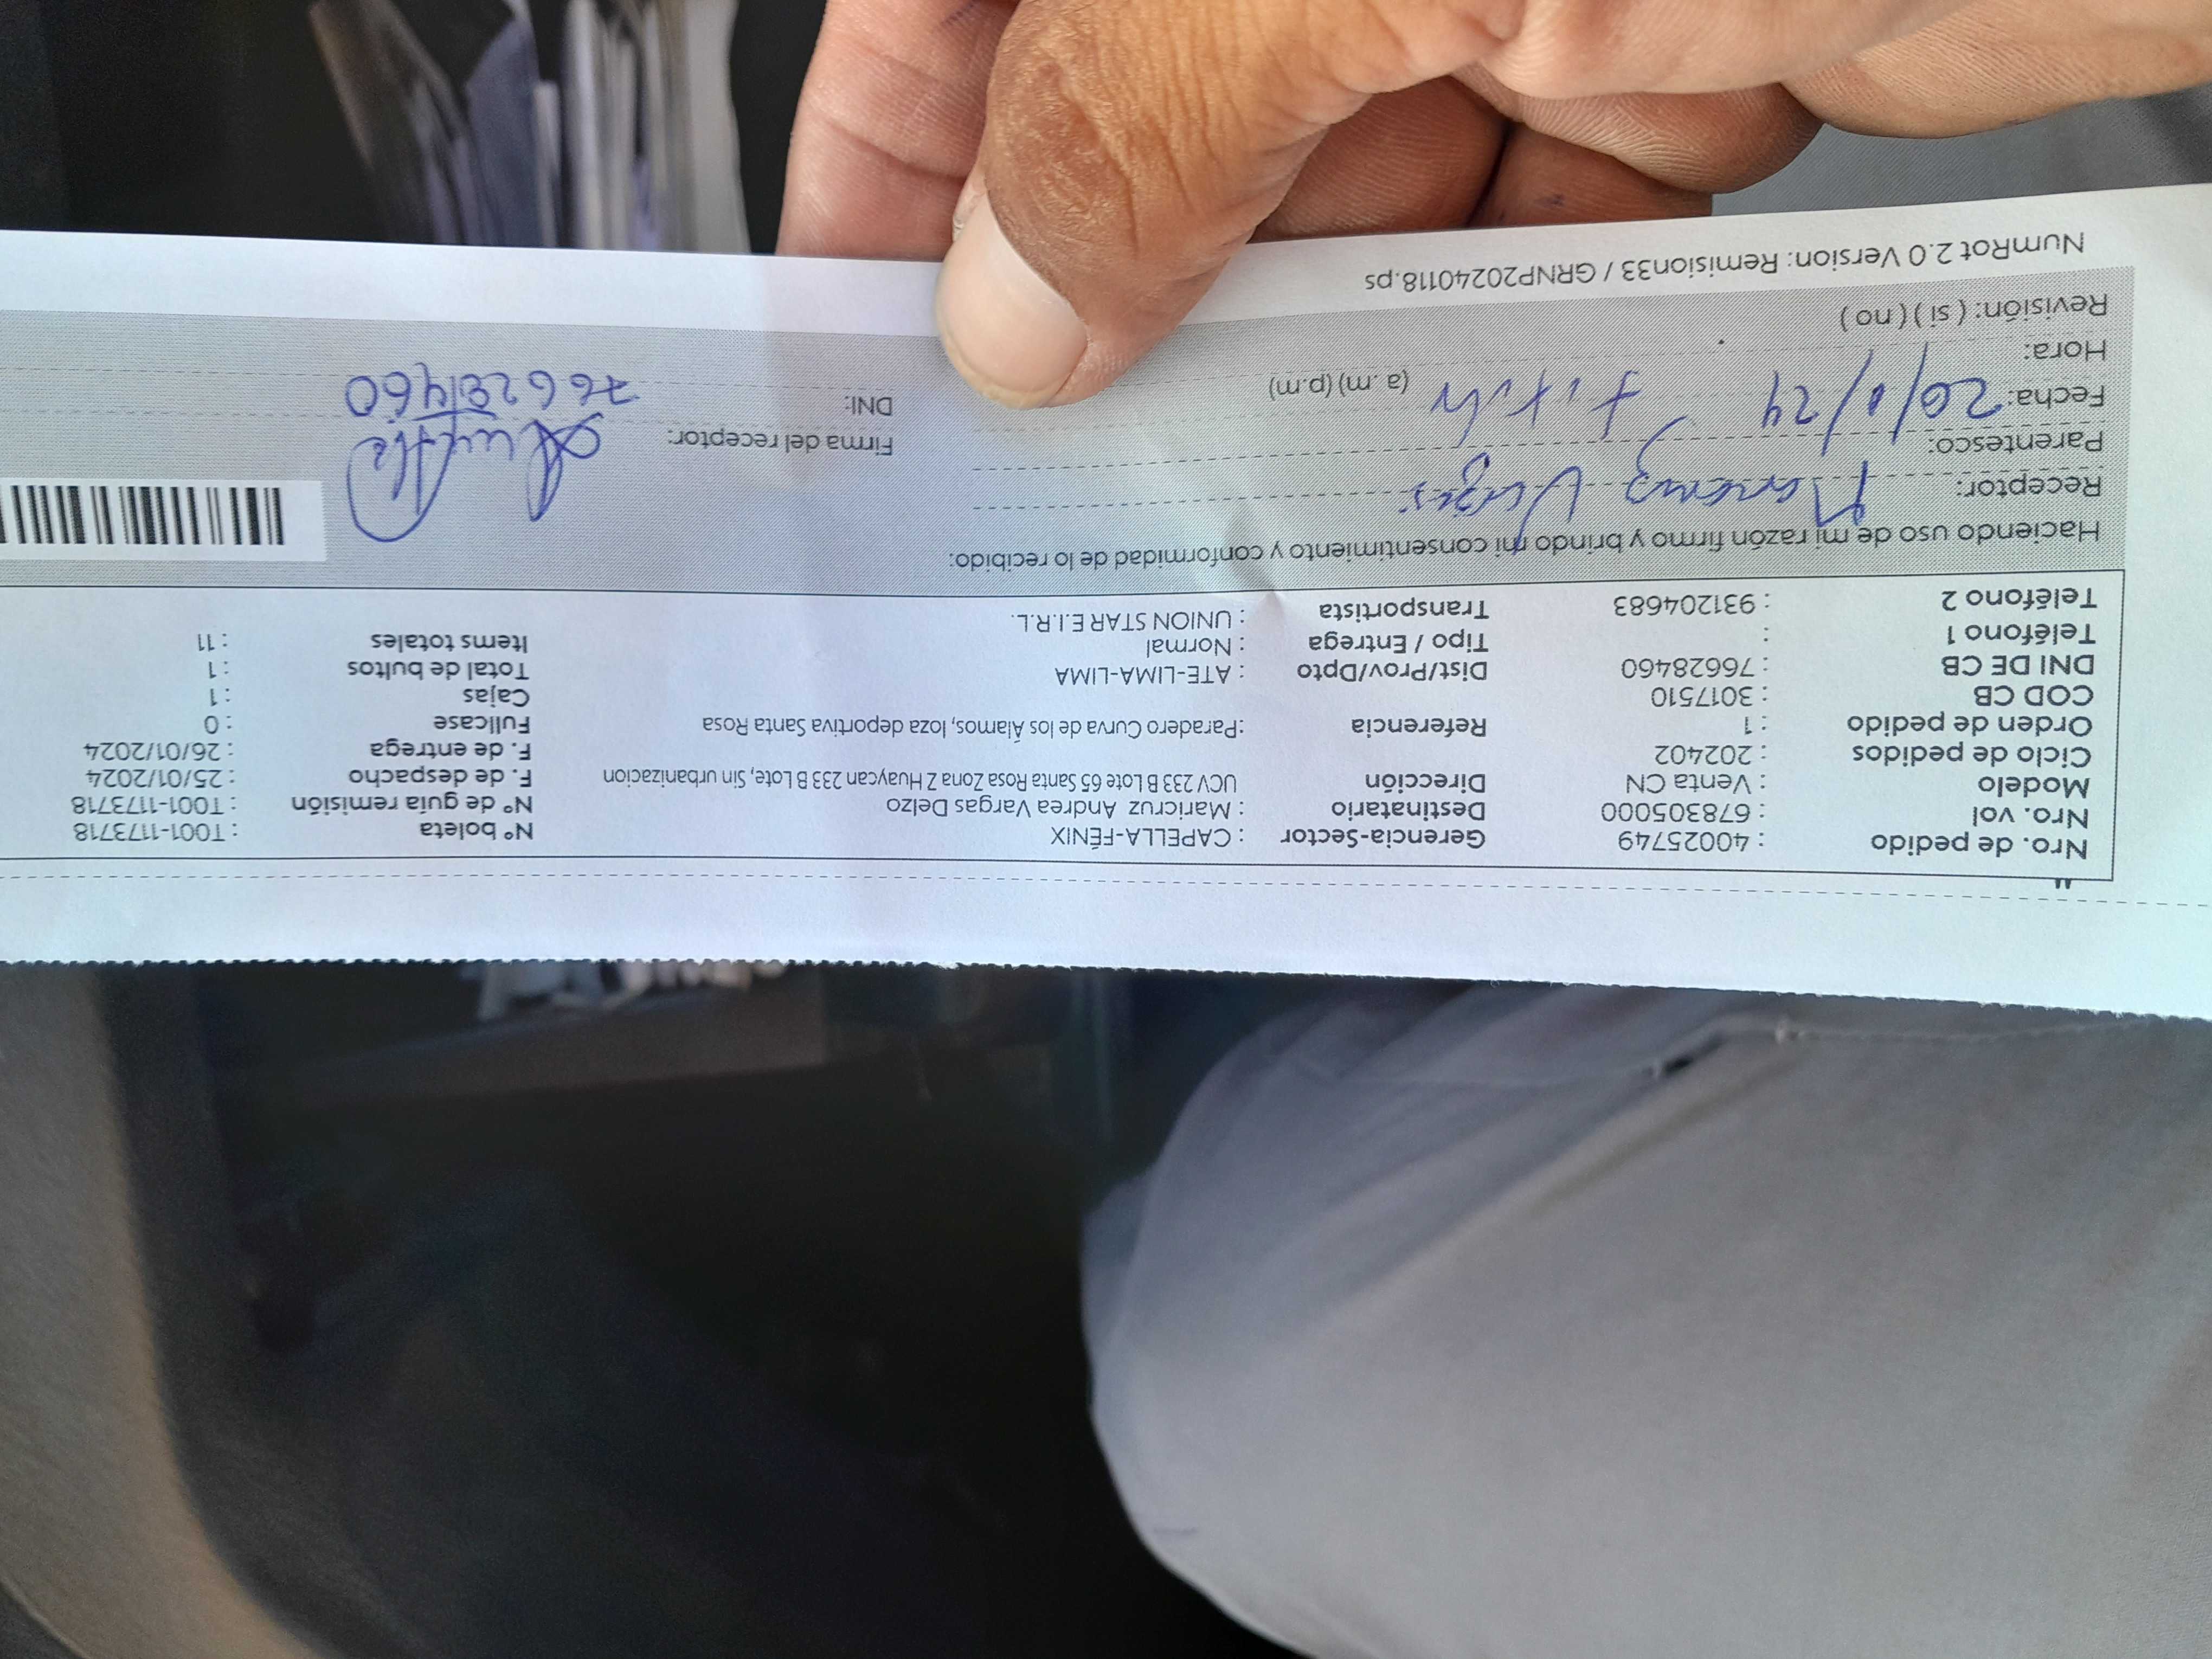 Nro. de pedido : 40025749 Gerencia-Sector : CAPELLA-FÉNIX Nº boleta : T001-1173718
Nro. vol : 678305000 Destinatario : Maricruz Andrea Vargas Delzo Nº de guía remisión : T001-1173718
Modelo : Venta CN Dirección UCV 233 B Lote 65 Santa Rosa Zona Z Huaycan 233 B Lote, Sin urbanizacion F. de despacho : 25/01/2024
Ciclo de pedidos : 202402 F. de entrega : 26/01/2024
Orden de pedido : 1 Referencia :Paradero Curva de los Álamos, loza deportiva Santa Rosa Fullcase : 0
COD CB : 3017510 Cajas : 1
DNI DE CB : 76628460 Dist/Prov/Dpto : ATE-LIMA-LIMA Total de bultos : 1
Teléfono 1 : Tipo / Entrega : Normal Items totales : 11
Teléfono 2 : 931204683 Transportista : UNION STAR E.I.R.L.
Haciendo uso de mi razón firmo y brindo mi consentimiento y conformidad de lo recibido:
Receptor: Vargas
Parentesco: Firma del receptor:
Fecha: 26/01/24 DNI: 76628460
Hora: (a .m) (p.m)
Revisión: ( si ) ( no )
NumRot 2.0 Version: Remision33 / GRNP20240118.ps